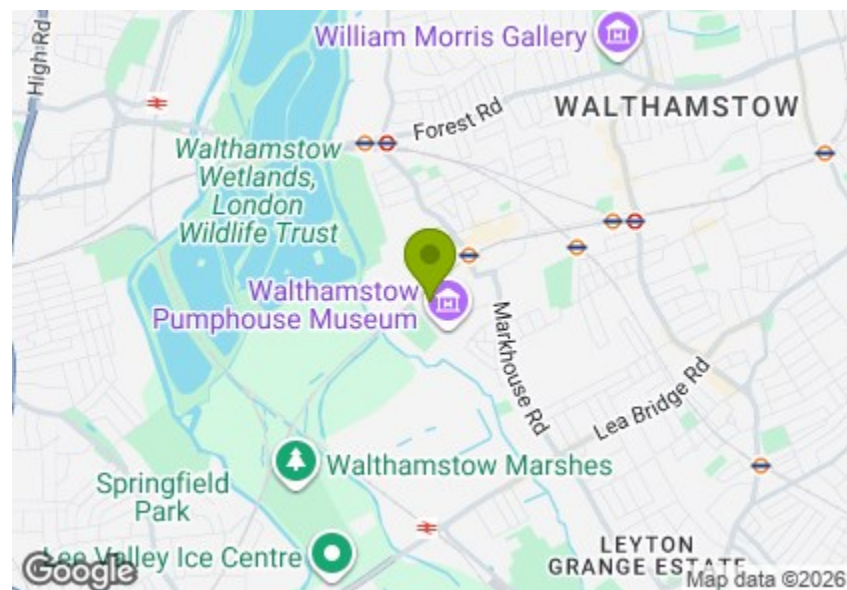 High Rd
William Morris Gallery
WALTHAMSTOW
Forest Rd
Walthamstow
Wetlands,
London
Wildlife Trust
Walthamstow
Pumphouse Museum
Markhouse Rd
Lea Bridge Rd
Walthamstow Marshes
Springfield
Park
Lee Valley Ice Centre
LEYTON
GRANGE ESTATE
Google
Map data ©2026